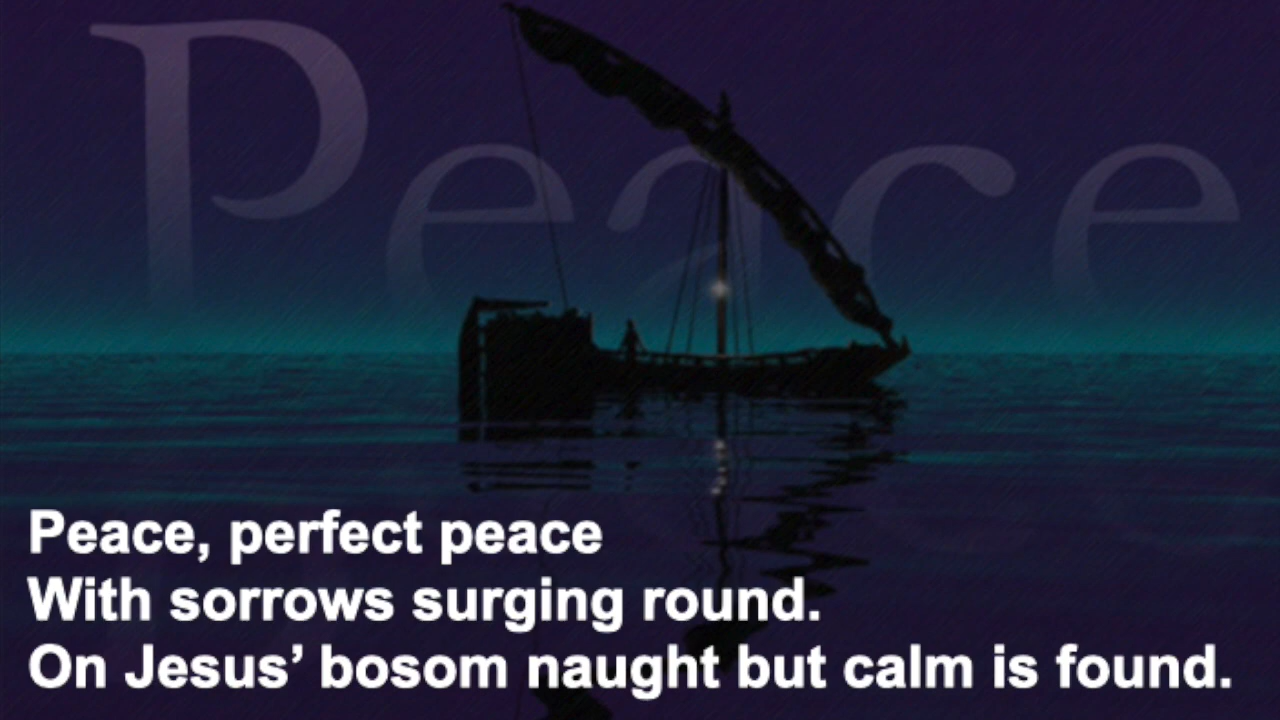 Peace
Peace, perfect peace
With sorrows surging round.
On Jesus’ bosom naught but calm is found.